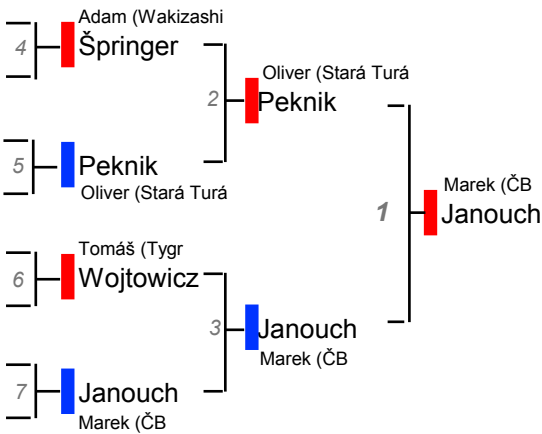 Adam (Wakizashi
4
Špringer
Oliver (Stará Turá
2
Peknik
5
Peknik
Oliver (Stará Turá
Marek (ČB
1
Janouch
Tomáš (Tygr
6
Wojtowicz
3
Janouch
Marek (ČB
7
Janouch
Marek (ČB